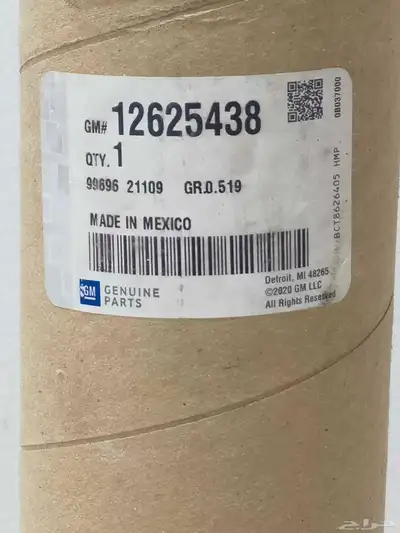 GM# 12625438
QTY. 1
99696 21109 GR.0.519
MADE IN MEXICO
GM GENUINE
PARTS
Detroit, MI 48265
©2020 GM LLC
All Rights Reserved
0B037000
BCT8626405 HMP
حراج